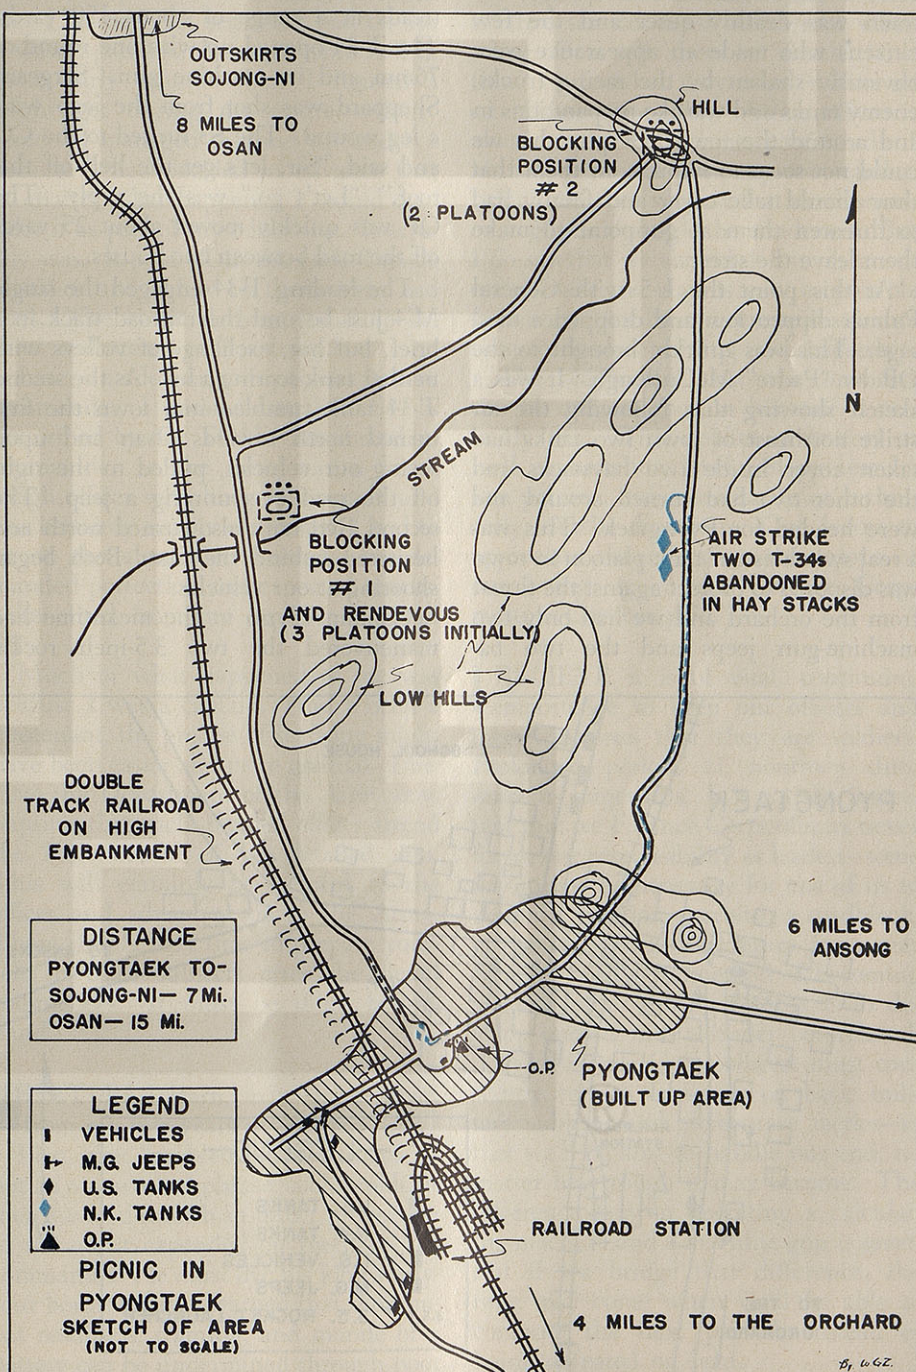 OUTSKIRTS
SOJONG-NI
8 MILES TO
OSAN
HILL
BLOCKING
POSITION
# 2
(2 PLATOONS)
N
STREAM
BLOCKING
POSITION
# 1
AND RENDEVOUS
(3 PLATOONS INITIALLY)
AIR STRIKE
TWO T-34s
ABANDONED
IN HAY STACKS
LOW HILLS
DOUBLE
TRACK RAILROAD
ON HIGH
EMBANKMENT
6 MILES TO
ANSONG
DISTANCE
PYONGTAEK TO-
SOJONG-NI— 7 Mi.
OSAN— 15 Mi.
O.P.
PYONGTAEK
(BUILT UP AREA)
LEGEND
VEHICLES
M.G. JEEPS
U.S. TANKS
N.K. TANKS
O.P.
RAILROAD STATION
PICNIC IN
PYONGTAEK
SKETCH OF AREA
(NOT TO SCALE)
4 MILES TO THE ORCHARD